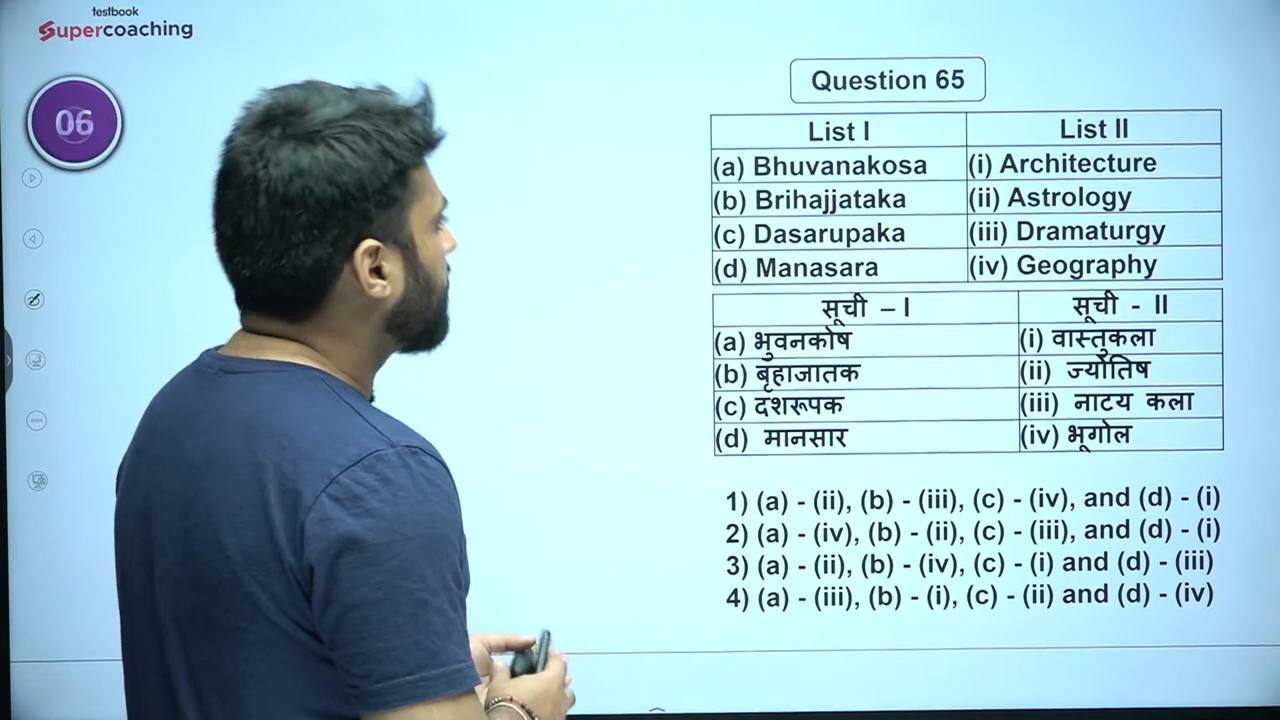 testbook
Supercoaching
06
Question 65
List I List II
(a) Bhuvanakosa (i) Architecture
(b) Brihajjataka (ii) Astrology
(c) Dasarupaka (iii) Dramaturgy
(d) Manasara (iv) Geography
सूची – I सूची - II
(a) भुवनकोष (i) वास्तुकला
(b) बृहाजातक (ii) ज्योतिष
(c) दशरूपक (iii) नाटय कला
(d) मानसार (iv) भूगोल
1) (a) - (ii), (b) - (iii), (c) - (iv), and (d) - (i)
2) (a) - (iv), (b) - (ii), (c) - (iii), and (d) - (i)
3) (a) - (ii), (b) - (iv), (c) - (i) and (d) - (iii)
4) (a) - (iii), (b) - (i), (c) - (ii) and (d) - (iv)